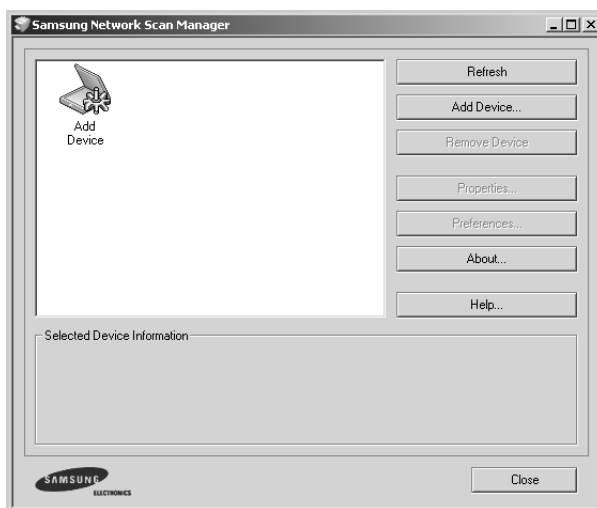 Samsung Network Scan Manager
Add
Device
Refresh
Add Device...
Remove Device
Properties...
Preferences...
About...
Help...
Selected Device Information
SAMSUNG
ELECTRONICS
Close